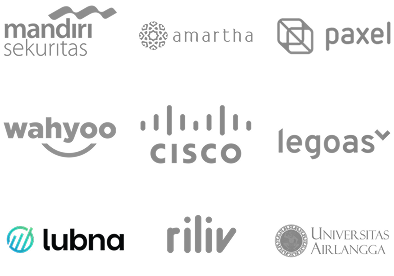 mandiri
sekuritas
amartha
paxel
wahyoo
CISCO
legoas
lubna
riliv
UNIVERSITAS
AIRLANGGA